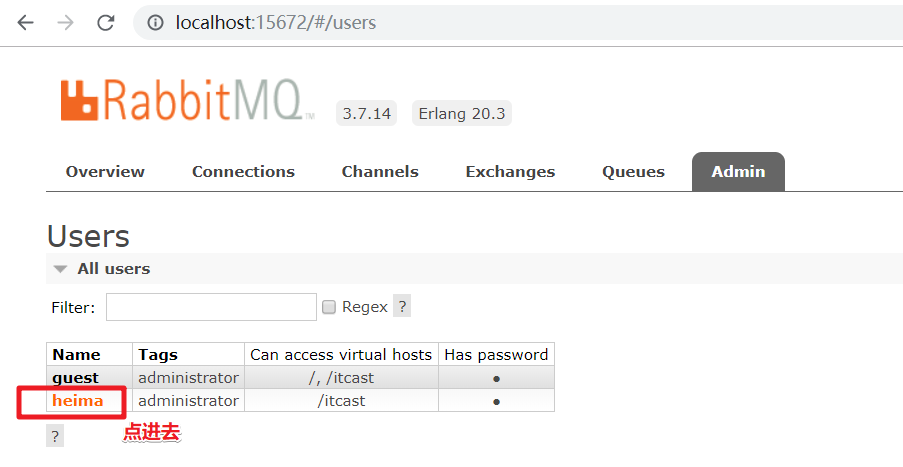 localhost:15672/#/users
RabbitMQ TM 3.7.14 Erlang 20.3
Overview Connections Channels Exchanges Queues Admin
Users
All users
Filter: Regex ?
Name Tags Can access virtual hosts Has password
guest administrator /, /itcast ●
heima administrator /itcast ●
? 点进去